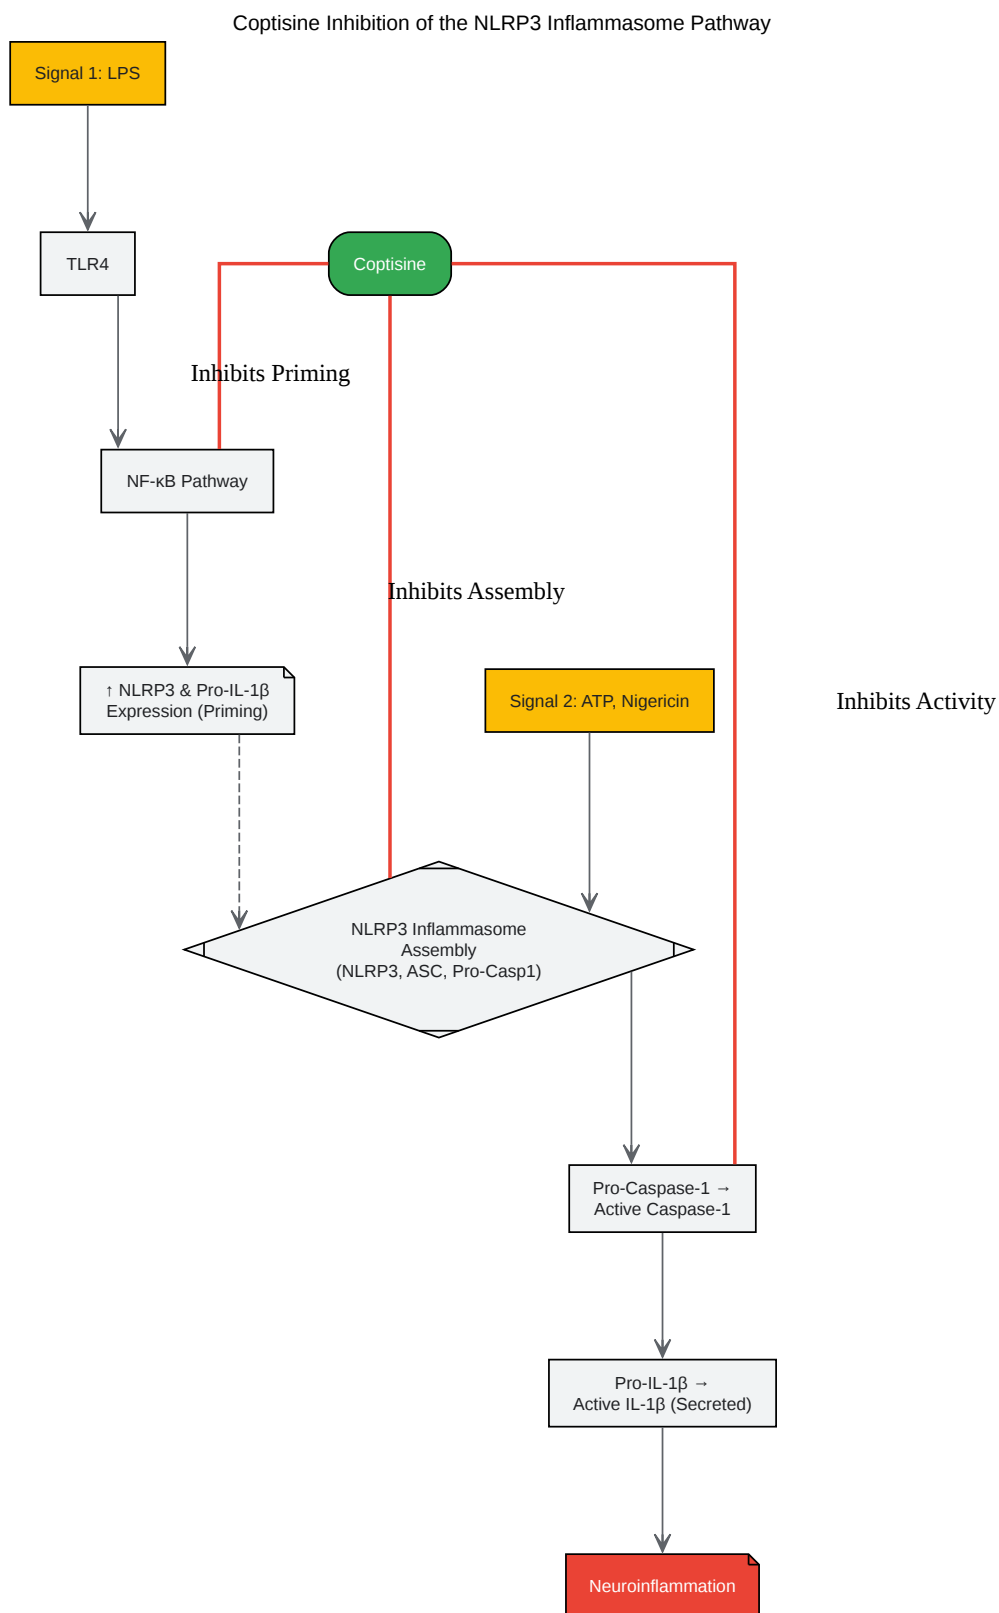 Coptisine Inhibition of the NLRP3 Inflammasome Pathway
Signal 1: LPS
TLR4
Coptisine
Inhibits Priming
NF-κB Pathway
Inhibits Assembly
↑ NLRP3 & Pro-IL-1β
Expression (Priming)
Signal 2: ATP, Nigericin
Inhibits Activity
NLRP3 Inflammasome
Assembly
(NLRP3, ASC, Pro-Casp1)
Pro-Caspase-1 →
Active Caspase-1
Pro-IL-1β →
Active IL-1β (Secreted)
Neuroinflammation